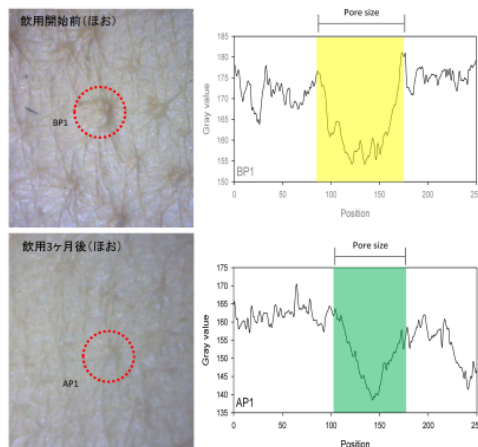 飲用開始前(ほお)
BP1
Pore size
185
180
175
170
165
160
155
150
Gray value
BP1
0
50
100
150
200
25
Position
飲用3ヶ月後(ほお)
AP1
Pore size
175
170
165
160
155
150
145
140
135
Gray value
AP1
0
50
100
150
200
25
Position